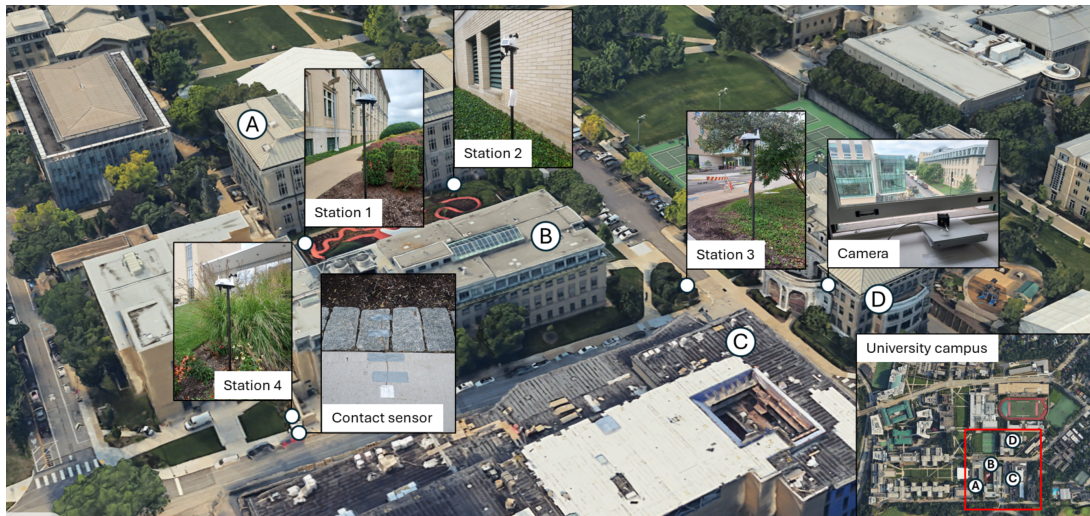 A
Station 1
Station 2
B
Station 3
Camera
D
Station 4
Contact sensor
C
University campus
D
B
A
C